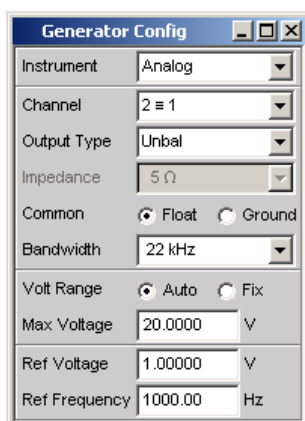 Generator Config
Instrument Analog
Channel 2 ≡ 1
Output Type Unbal
Impedance 5 Ω
Common Float Ground
Bandwidth 22 kHz
Volt Range Auto Fix
Max Voltage 20.0000 V
Ref Voltage 1.00000 V
Ref Frequency 1000.00 Hz